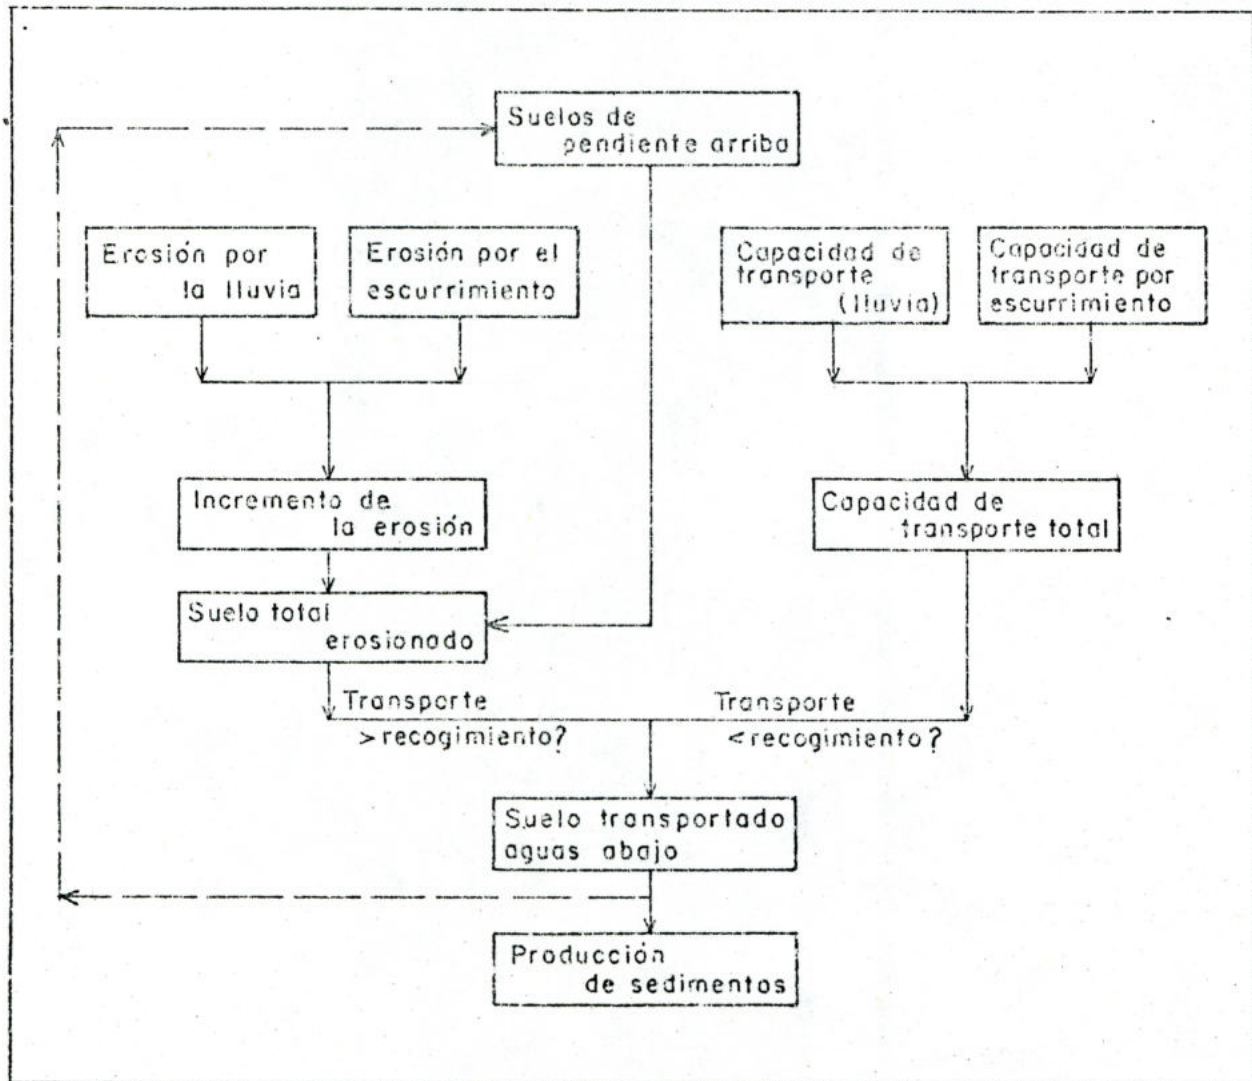 Suelos de
pendiente arriba
Erosión por
la lluvia
Erosión por el
escurrimiento
Capacidad de
transporte
(lluvia)
Capacidad de
transporte por
escurrimiento
Incremento de
la erosión
Capacidad de
transporte total
Suelo total
erosionado
Transporte
> recogimiento?
Transporte
< recogimiento?
Suelo transportado
aguas abajo
Producción
de sedimentos